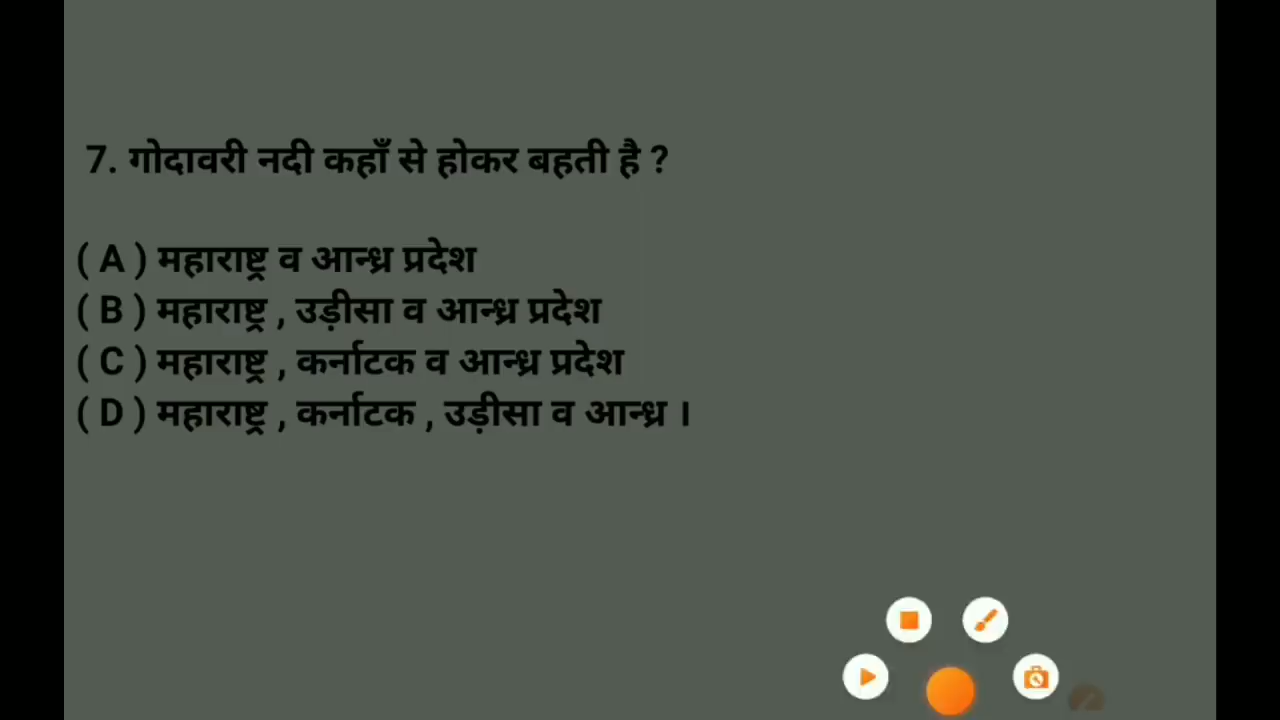 7. गोदावरी नदी कहाँ से होकर बहती है ?
( A ) महाराष्ट्र व आन्ध्र प्रदेश
( B ) महाराष्ट्र , उड़ीसा व आन्ध्र प्रदेश
( C ) महाराष्ट्र , कर्नाटक व आन्ध्र प्रदेश
( D ) महाराष्ट्र , कर्नाटक , उड़ीसा व आन्ध्र ।